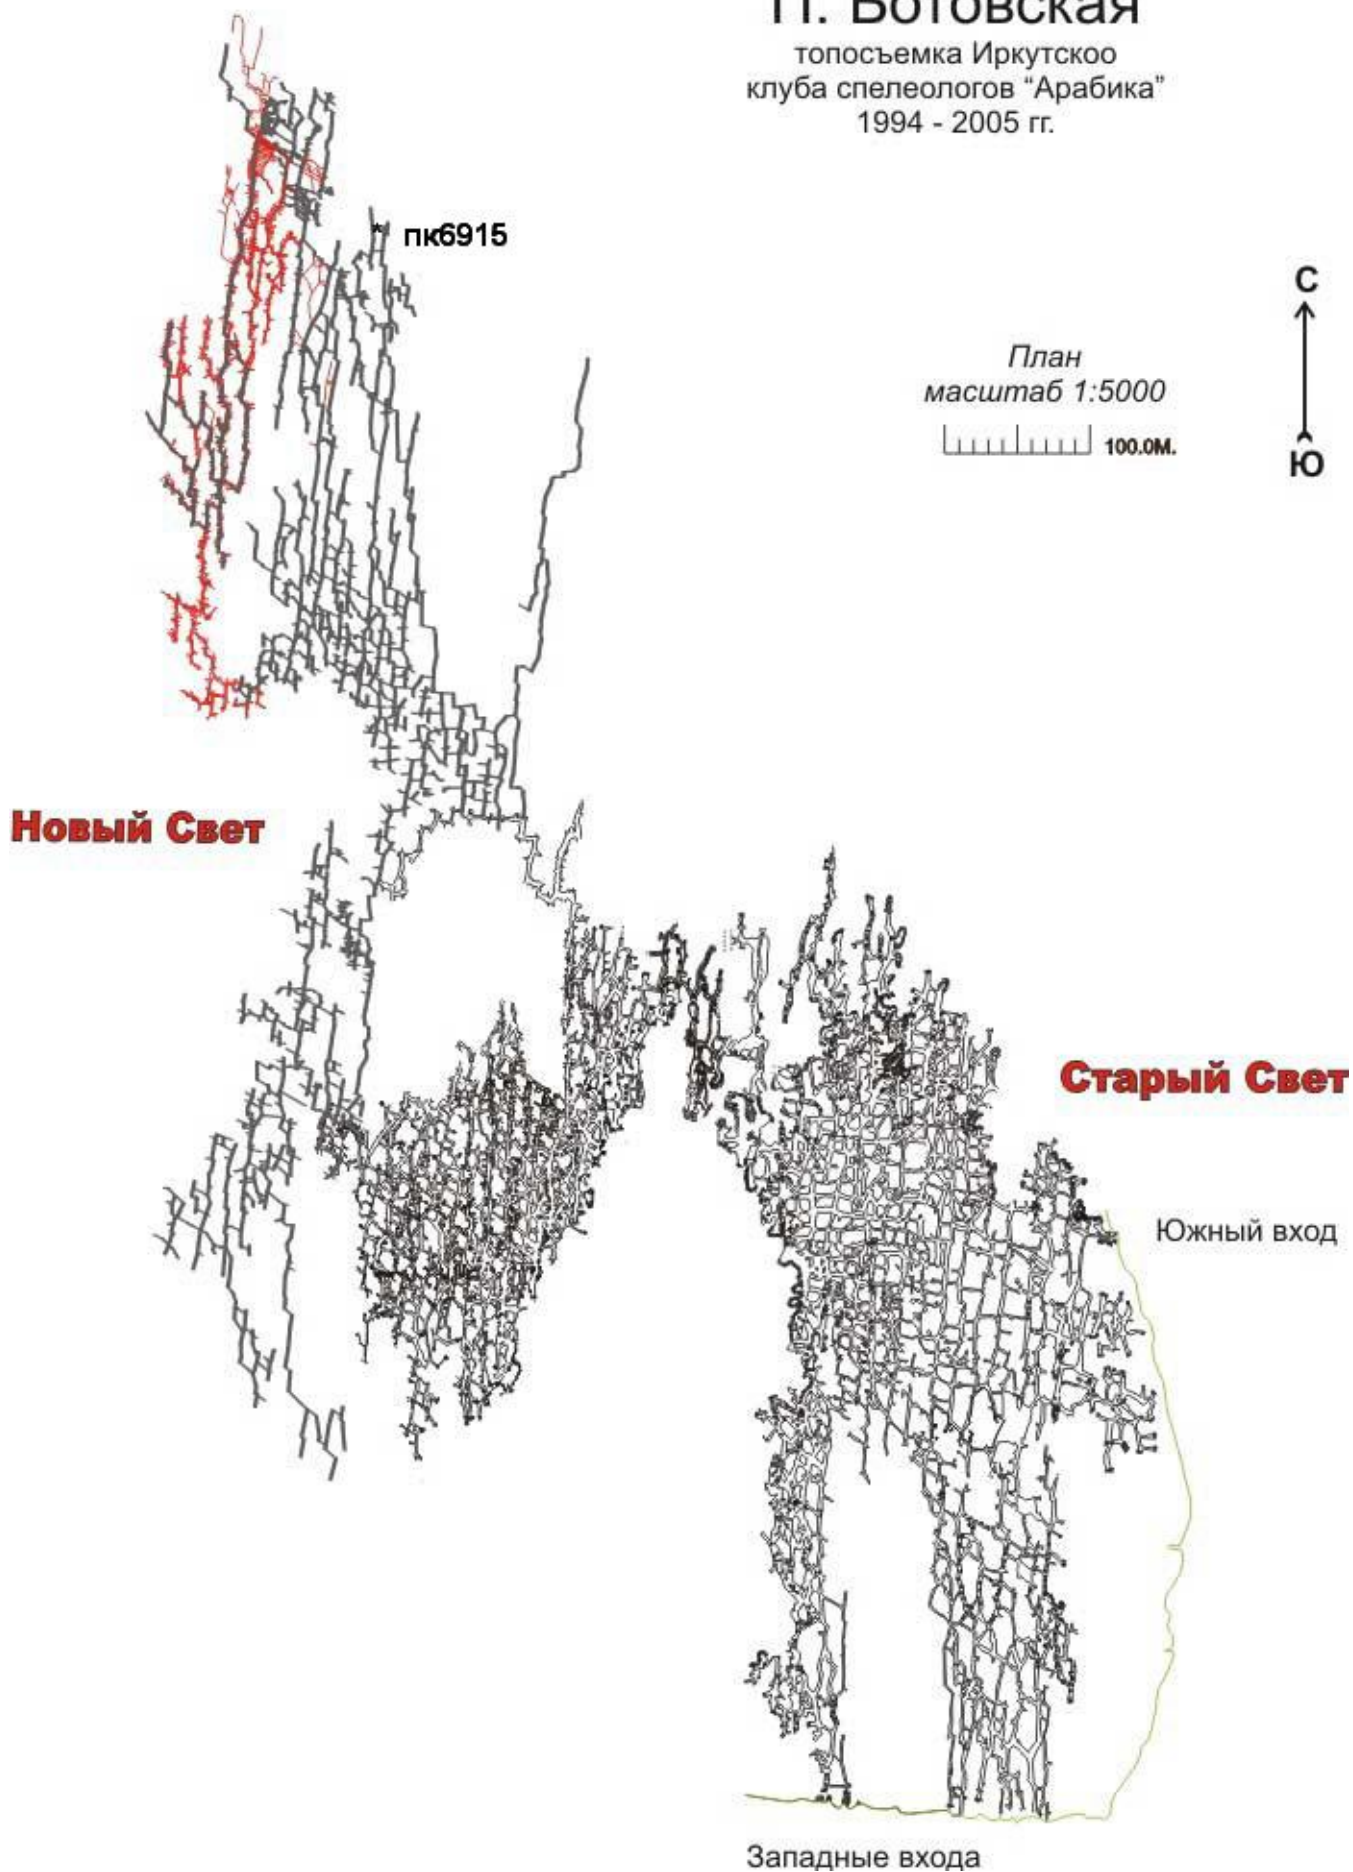 П. Ботовская
топосъемка Иркутскоо
клуба спелеологов “Арабика”
1994 - 2005 гг.
пк6915
С
План
масштаб 1:5000
100.0М.
Ю
Новый Свет
Старый Свет
Южный вход
Западные входа